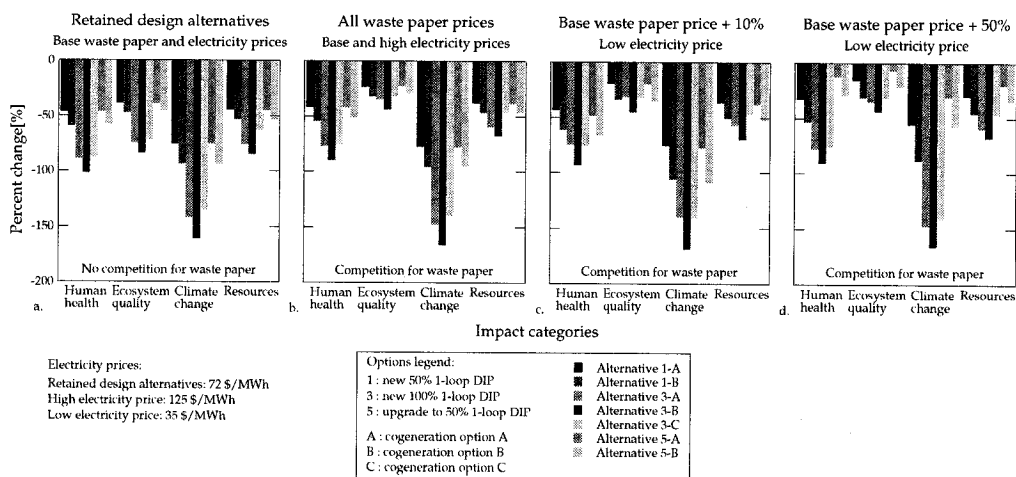 Retained design alternatives
Base waste paper and electricity prices
All waste paper prices
Base and high electricity prices
Base waste paper price + 10%
Low electricity price
Base waste paper price + 50%
Low electricity price
Percent change[%]
0
-50
-100
-150
-200
No competition for waste paper
Competition for waste paper
Competition for waste paper
Competition for waste paper
a.
Human health
Ecosystem quality
Climate change
Resources
b.
Human health
Ecosystem quality
Climate change
Resources
c.
Human health
Ecosystem quality
Climate change
Resources
d.
Human health
Ecosystem quality
Climate change
Resources
Impact categories
Electricity prices:
Retained design alternatives: 72 $/MWh
High electricity price: 125 $/MWh
Low electricity price: 35 $/MWh
Options legend:
1 : new 50% 1-loop DIP
3 : new 100% 1-loop DIP
5 : upgrade to 50% 1-loop DIP
A : cogeneration option A
B : cogeneration option B
C : cogeneration option C
Alternative 1-A
Alternative 1-B
Alternative 3-A
Alternative 3-B
Alternative 3-C
Alternative 5-A
Alternative 5-B